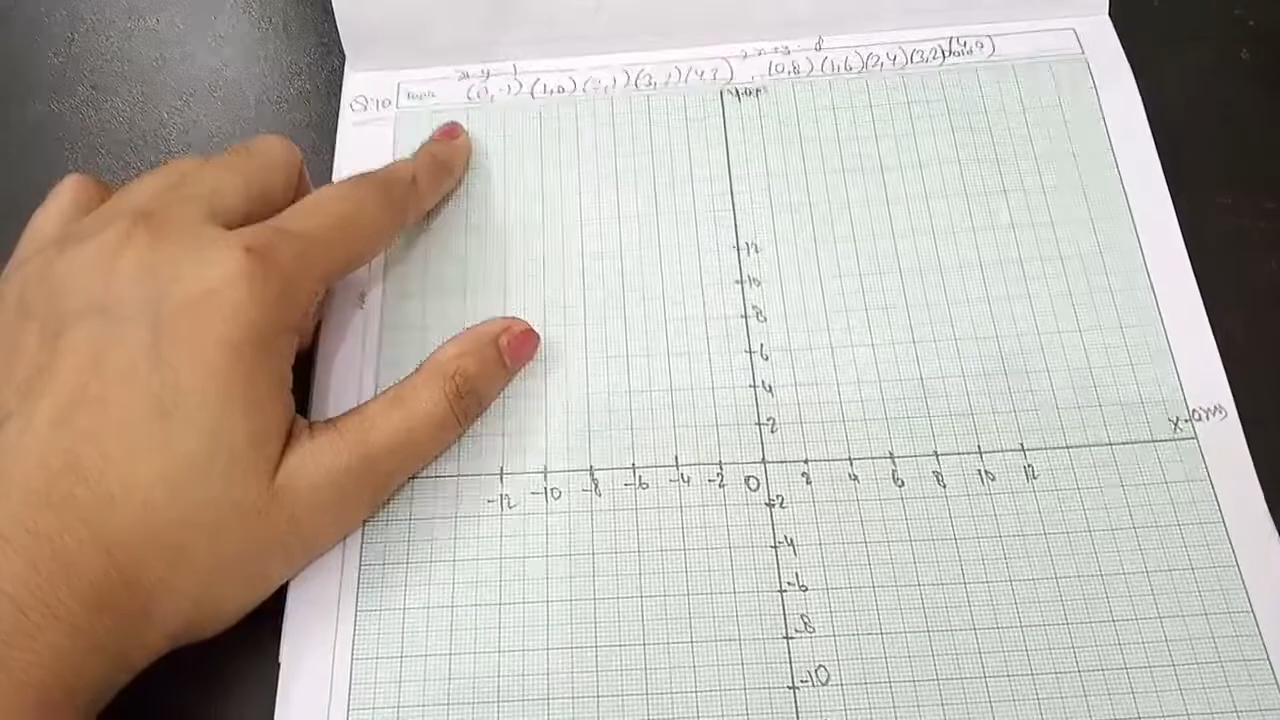 x-y=1 2x+y=8
Q:10 Topic (0,-1) (1,0) (2,1) (3,2) (4,3), (0,8) (1,6) (2,4) (3,2) (4,0)
y-axis
12
10
8
6
4
2
x-axis
-12 -10 -8 -6 -4 -2 0 2 4 6 8 10 12
-2
-4
-6
-8
-10